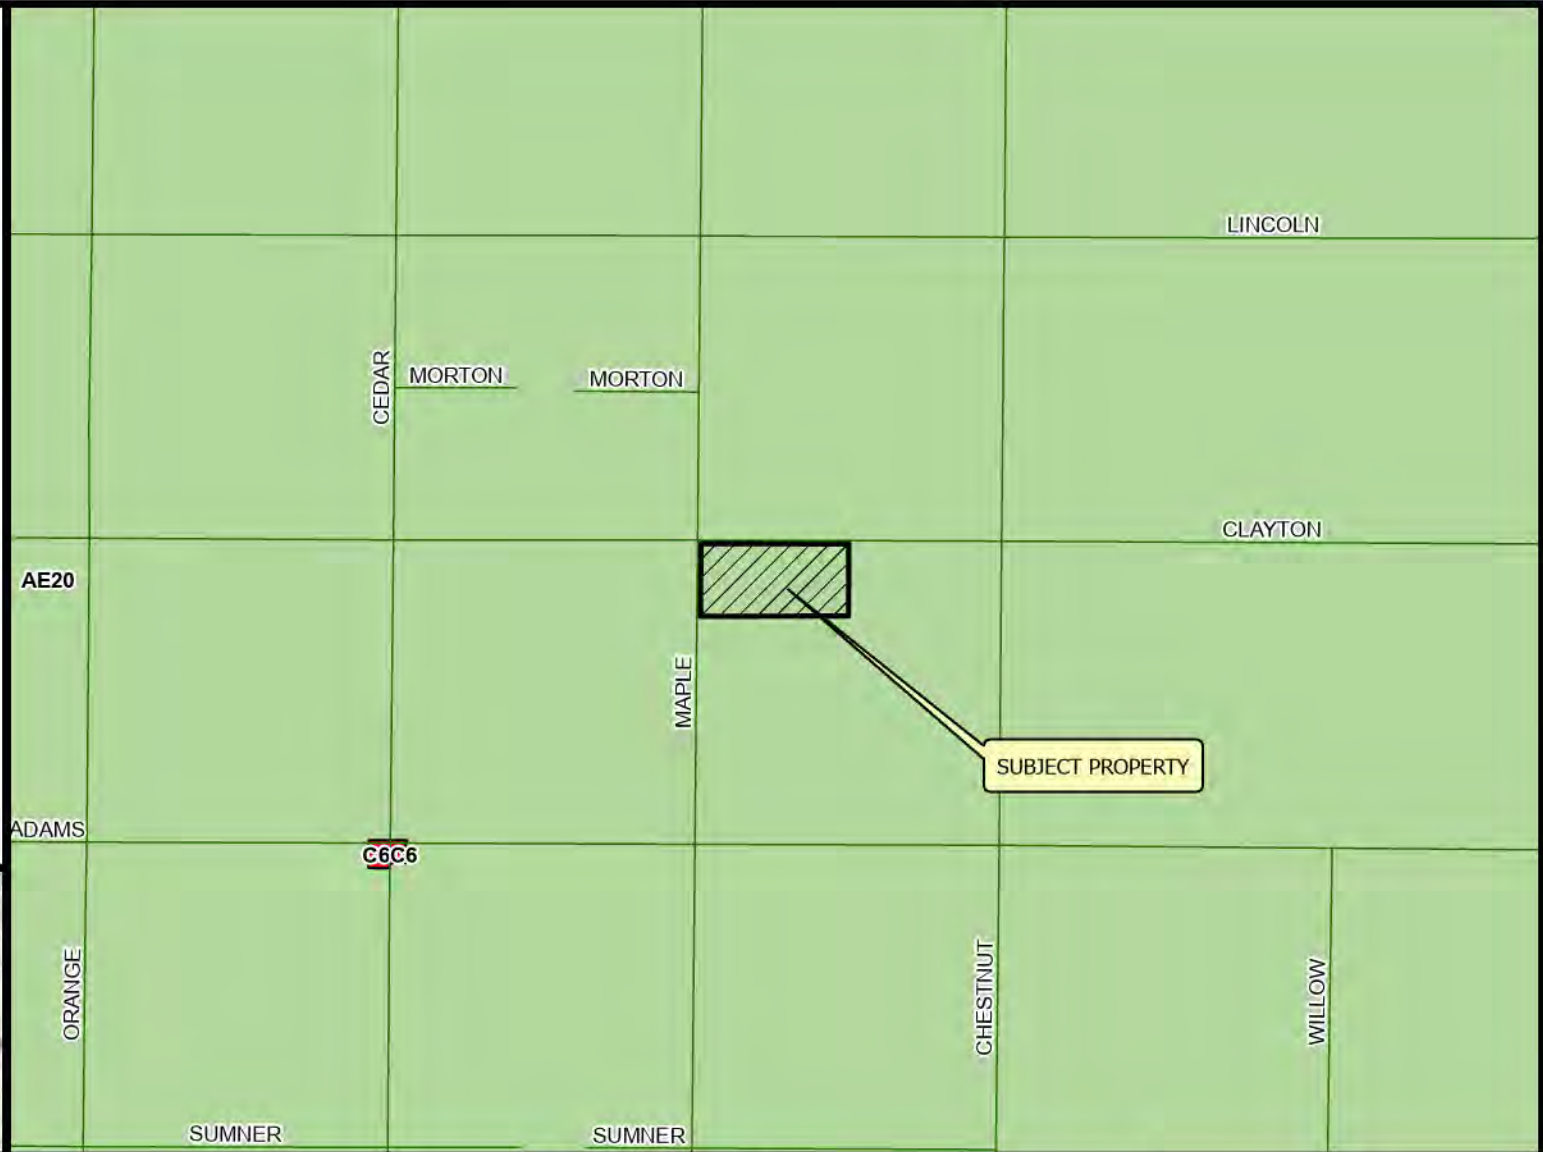 LINCOLN
CEDAR
MORTON
MORTON
CLAYTON
AE20
MAPLE
SUBJECT PROPERTY
ADAMS
C6C6
ORANGE
CHESTNUT
WILLOW
SUMNER
SUMNER